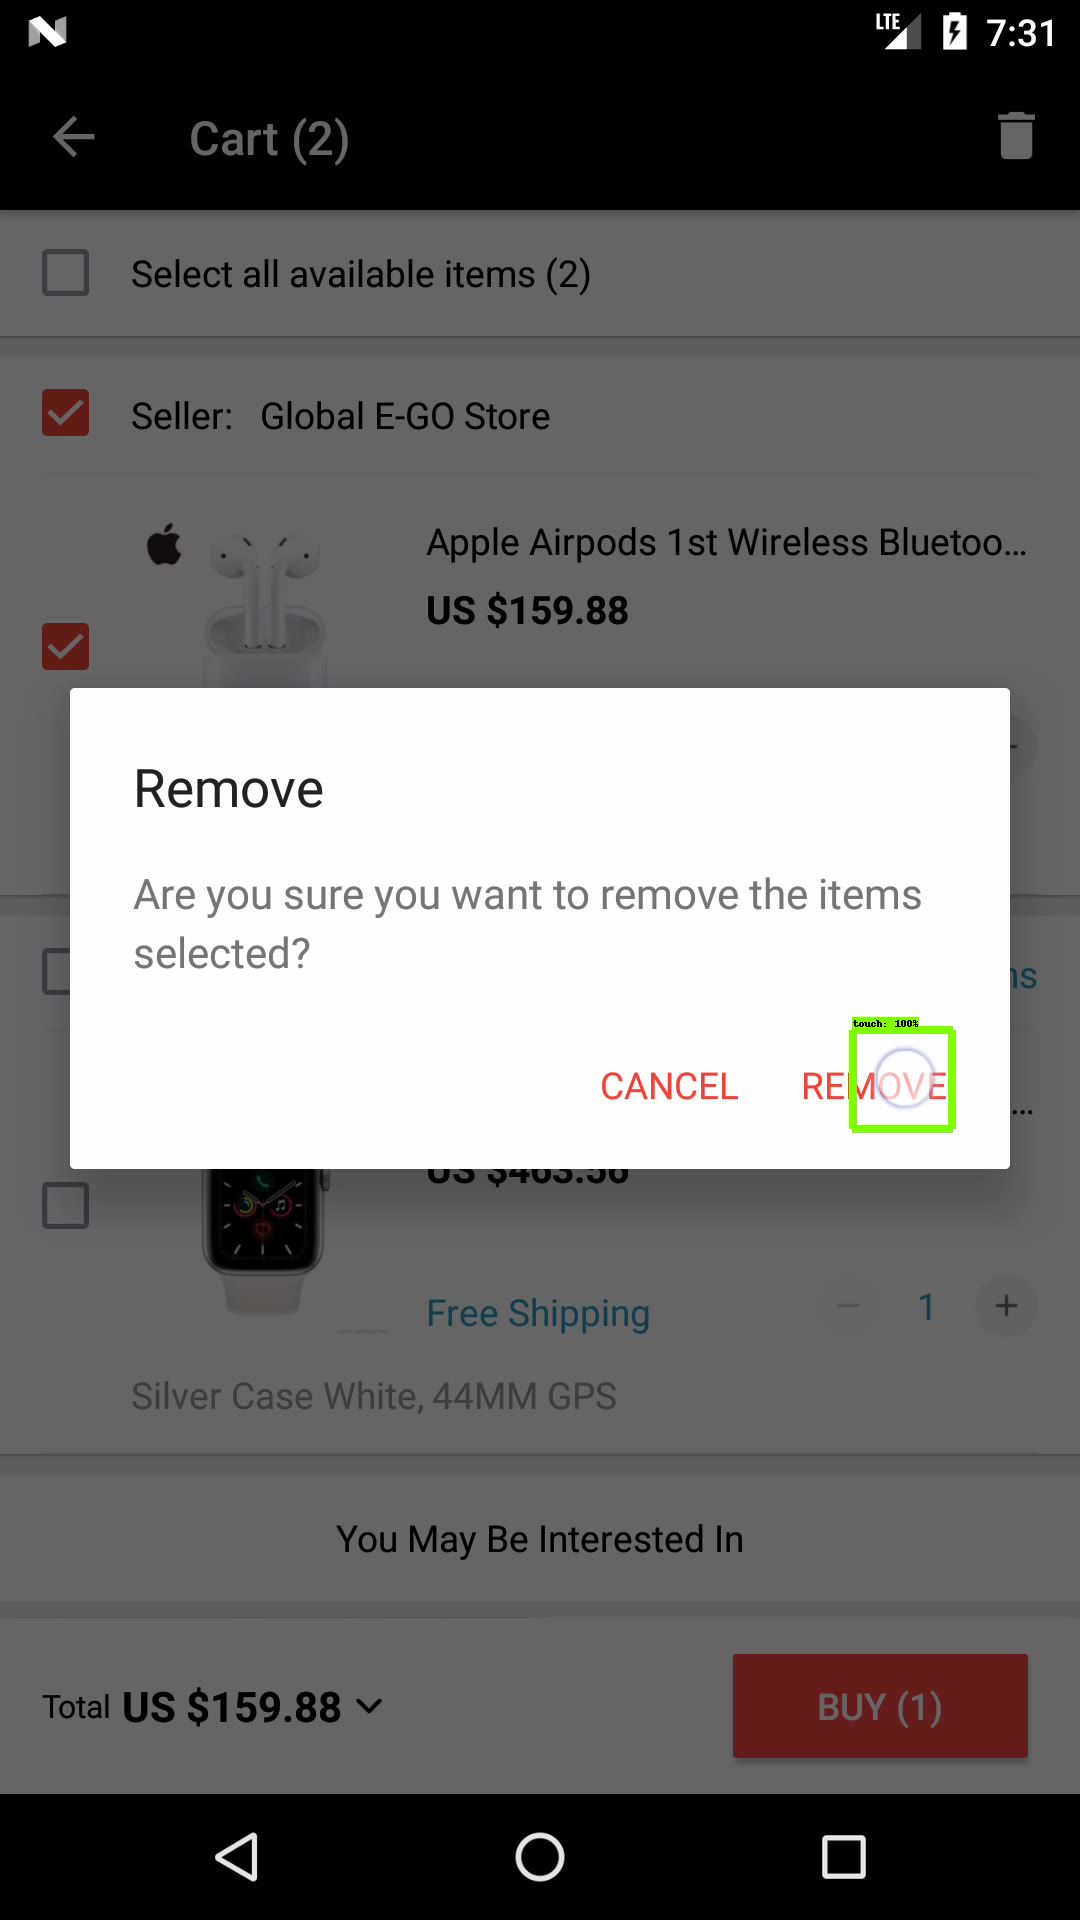 LTE 7:31
Cart (2)
Select all available items (2)
Seller: Global E-GO Store
Apple Airpods 1st Wireless Bluetoo...
US $159.88
Remove
Are you sure you want to remove the items
selected?
touch: 100%
CANCEL REMOVE
...
US $463.56
Free Shipping
1
Silver Case White, 44MM GPS
You May Be Interested In
Total US $159.88
BUY (1)